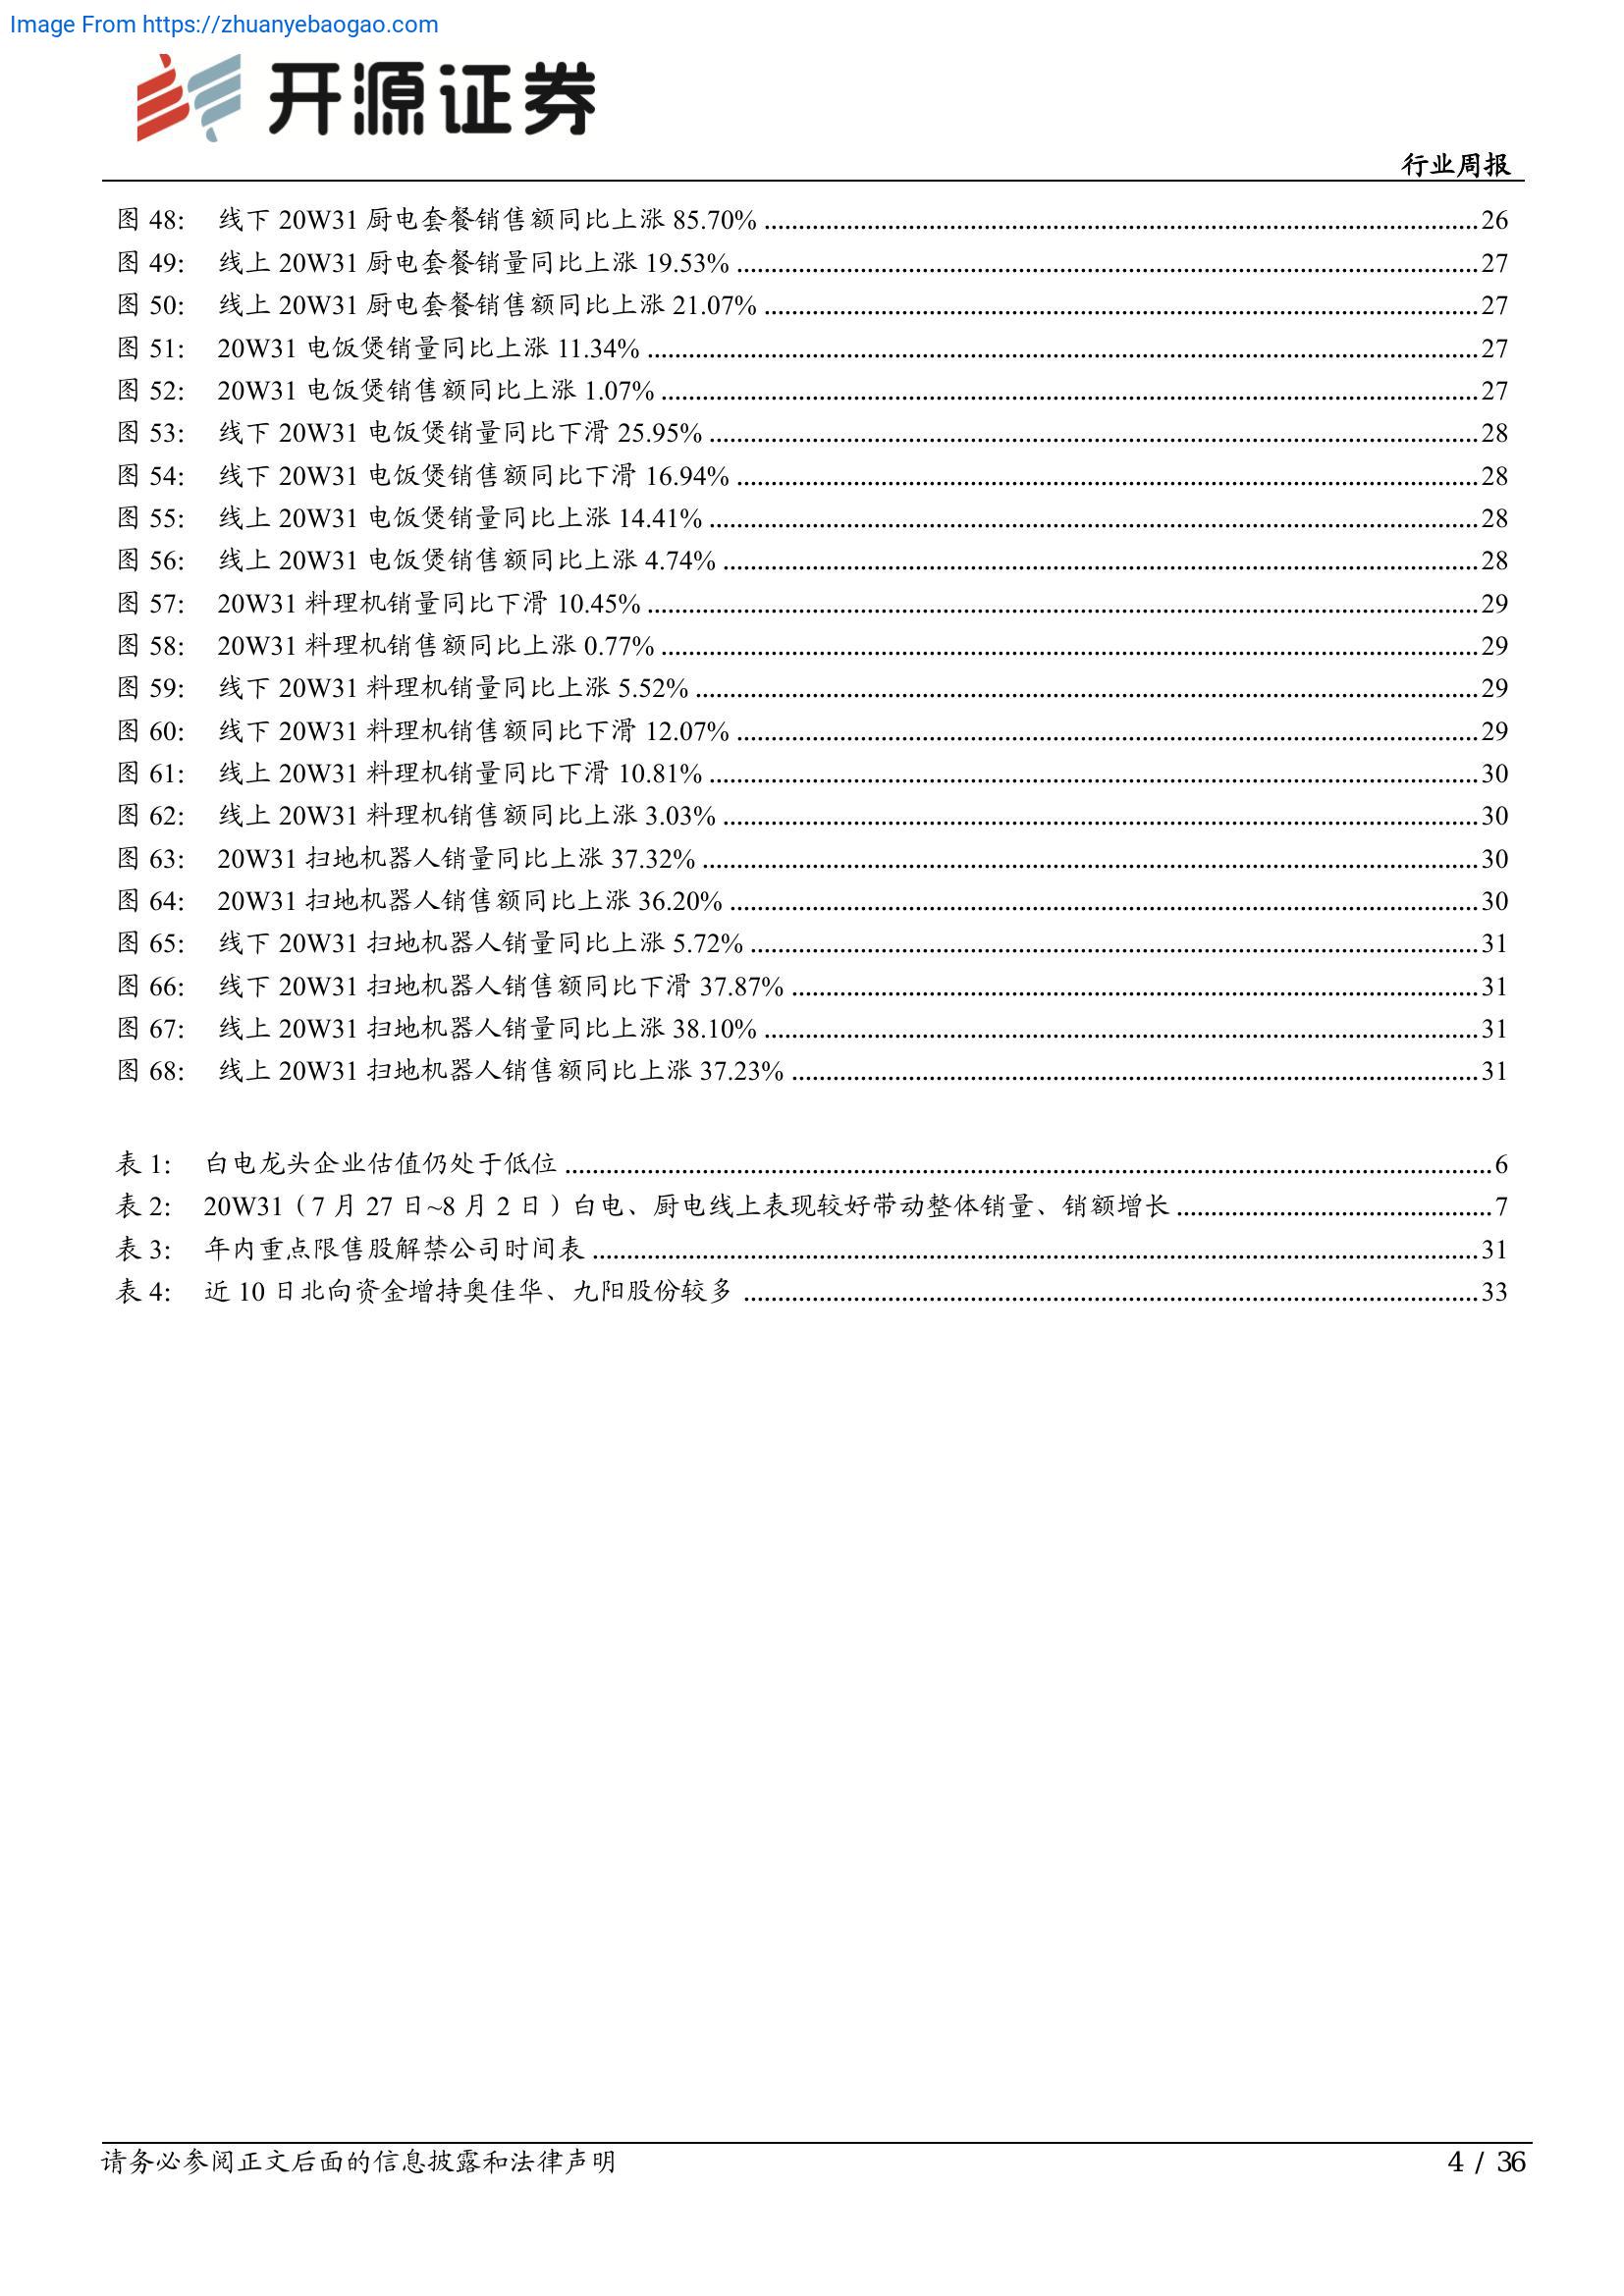 Image From https://zhuanyebaogao.com
开源证券
行业周报
图 48: 线下 20W31 厨电套餐销售额同比上涨 85.70% 26
图 49: 线上 20W31 厨电套餐销量同比上涨 19.53% 27
图 50: 线上 20W31 厨电套餐销售额同比上涨 21.07% 27
图 51: 20W31 电饭煲销量同比上涨 11.34% 27
图 52: 20W31 电饭煲销售额同比上涨 1.07% 27
图 53: 线下 20W31 电饭煲销量同比下滑 25.95% 28
图 54: 线下 20W31 电饭煲销售额同比下滑 16.94% 28
图 55: 线上 20W31 电饭煲销量同比上涨 14.41% 28
图 56: 线上 20W31 电饭煲销售额同比上涨 4.74% 28
图 57: 20W31 料理机销量同比下滑 10.45% 29
图 58: 20W31 料理机销售额同比上涨 0.77% 29
图 59: 线下 20W31 料理机销量同比上涨 5.52% 29
图 60: 线下 20W31 料理机销售额同比下滑 12.07% 29
图 61: 线上 20W31 料理机销量同比下滑 10.81% 30
图 62: 线上 20W31 料理机销售额同比上涨 3.03% 30
图 63: 20W31 扫地机器人销量同比上涨 37.32% 30
图 64: 20W31 扫地机器人销售额同比上涨 36.20% 30
图 65: 线下 20W31 扫地机器人销量同比上涨 5.72% 31
图 66: 线下 20W31 扫地机器人销售额同比下滑 37.87% 31
图 67: 线上 20W31 扫地机器人销量同比上涨 38.10% 31
图 68: 线上 20W31 扫地机器人销售额同比上涨 37.23% 31
表 1: 白电龙头企业估值仍处于低位 6
表 2: 20W31（7 月 27 日~8 月 2 日）白电、厨电线上表现较好带动整体销量、销额增长 7
表 3: 年内重点限售股解禁公司时间表 31
表 4: 近 10 日北向资金增持奥佳华、九阳股份较多 33
请务必参阅正文后面的信息披露和法律声明 4 / 36